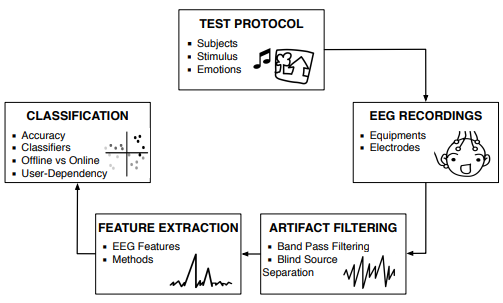 TEST PROTOCOL
Subjects
Stimulus
Emotions
EEG RECORDINGS
Equipments
Electrodes
ARTIFACT FILTERING
Band Pass Filtering
Blind Source
Separation
FEATURE EXTRACTION
EEG Features
Methods
CLASSIFICATION
Accuracy
Classifiers
Offline vs Online
User-Dependency